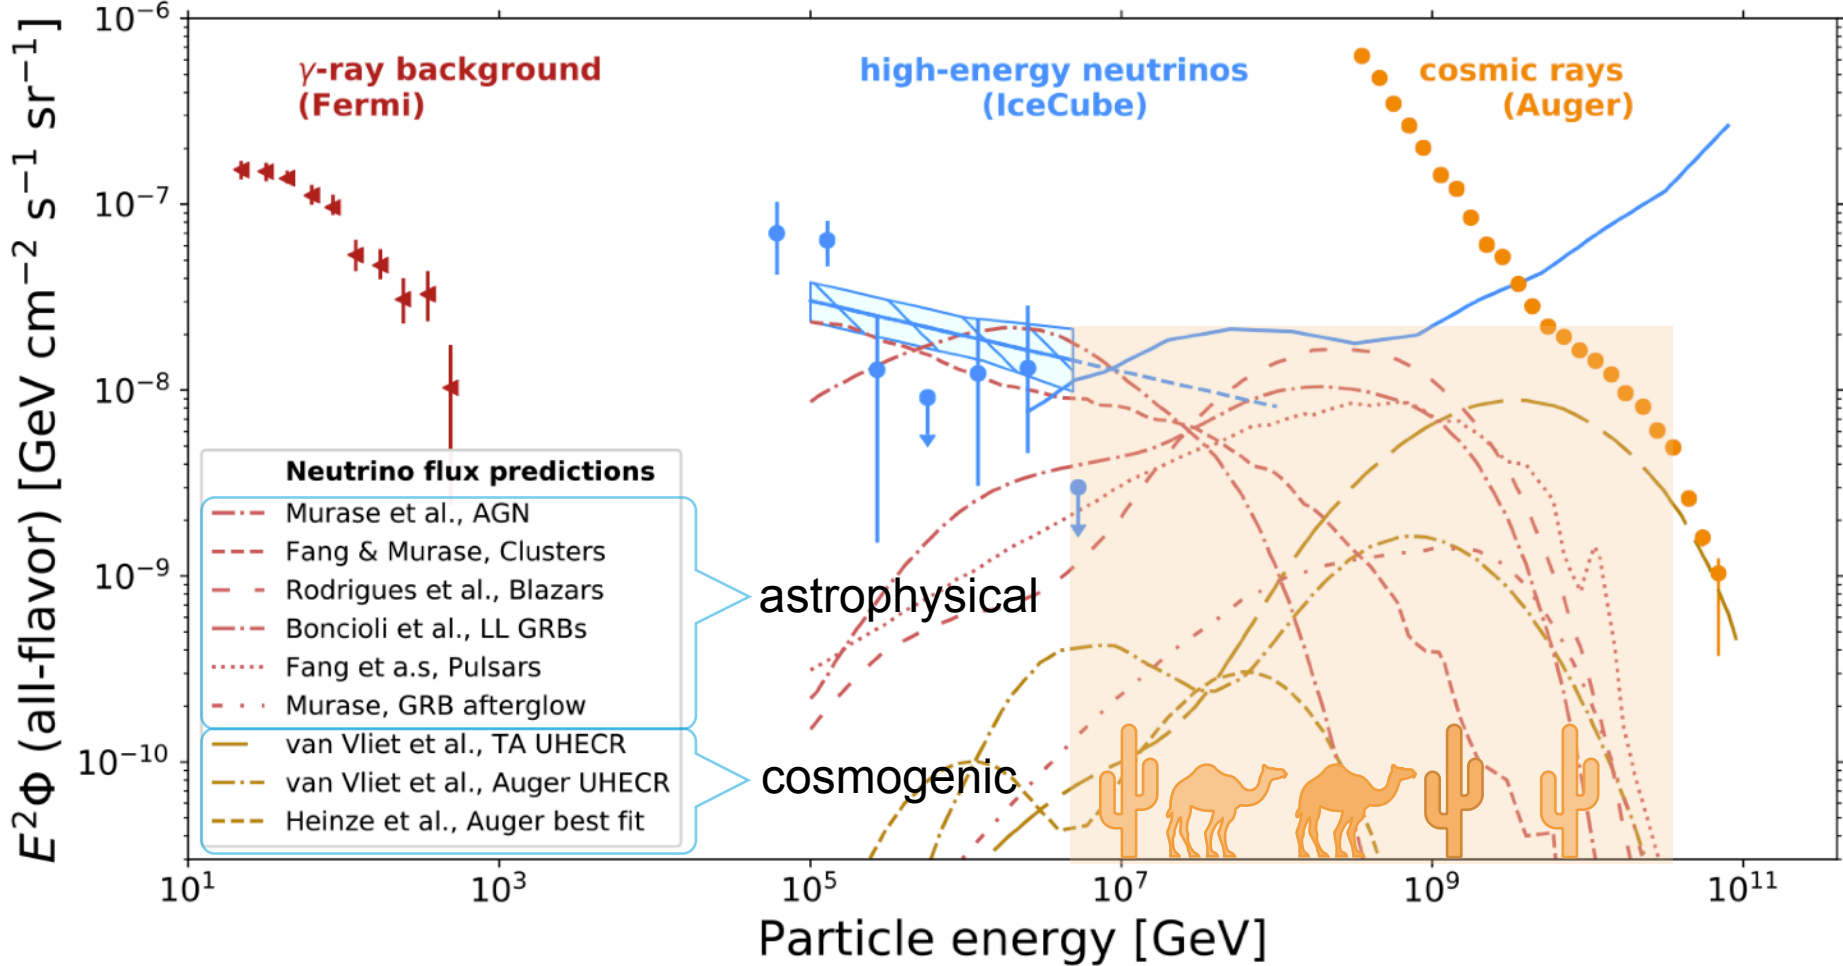 10⁻⁶
10⁻⁷
10⁻⁸
10⁻⁹
10⁻¹⁰
E²Φ (all-flavor) [GeV cm⁻² s⁻¹ sr⁻¹]
γ-ray background
(Fermi)
high-energy neutrinos
(IceCube)
cosmic rays
(Auger)
Neutrino flux predictions
Murase et al., AGN
Fang & Murase, Clusters
Rodrigues et al., Blazars
Boncioli et al., LL GRBs
Fang et a.s, Pulsars
Murase, GRB afterglow
van Vliet et al., TA UHECR
van Vliet et al., Auger UHECR
Heinze et al., Auger best fit
astrophysical
cosmogenic
10¹ 10³ 10⁵ 10⁷ 10⁹ 10¹¹
Particle energy [GeV]